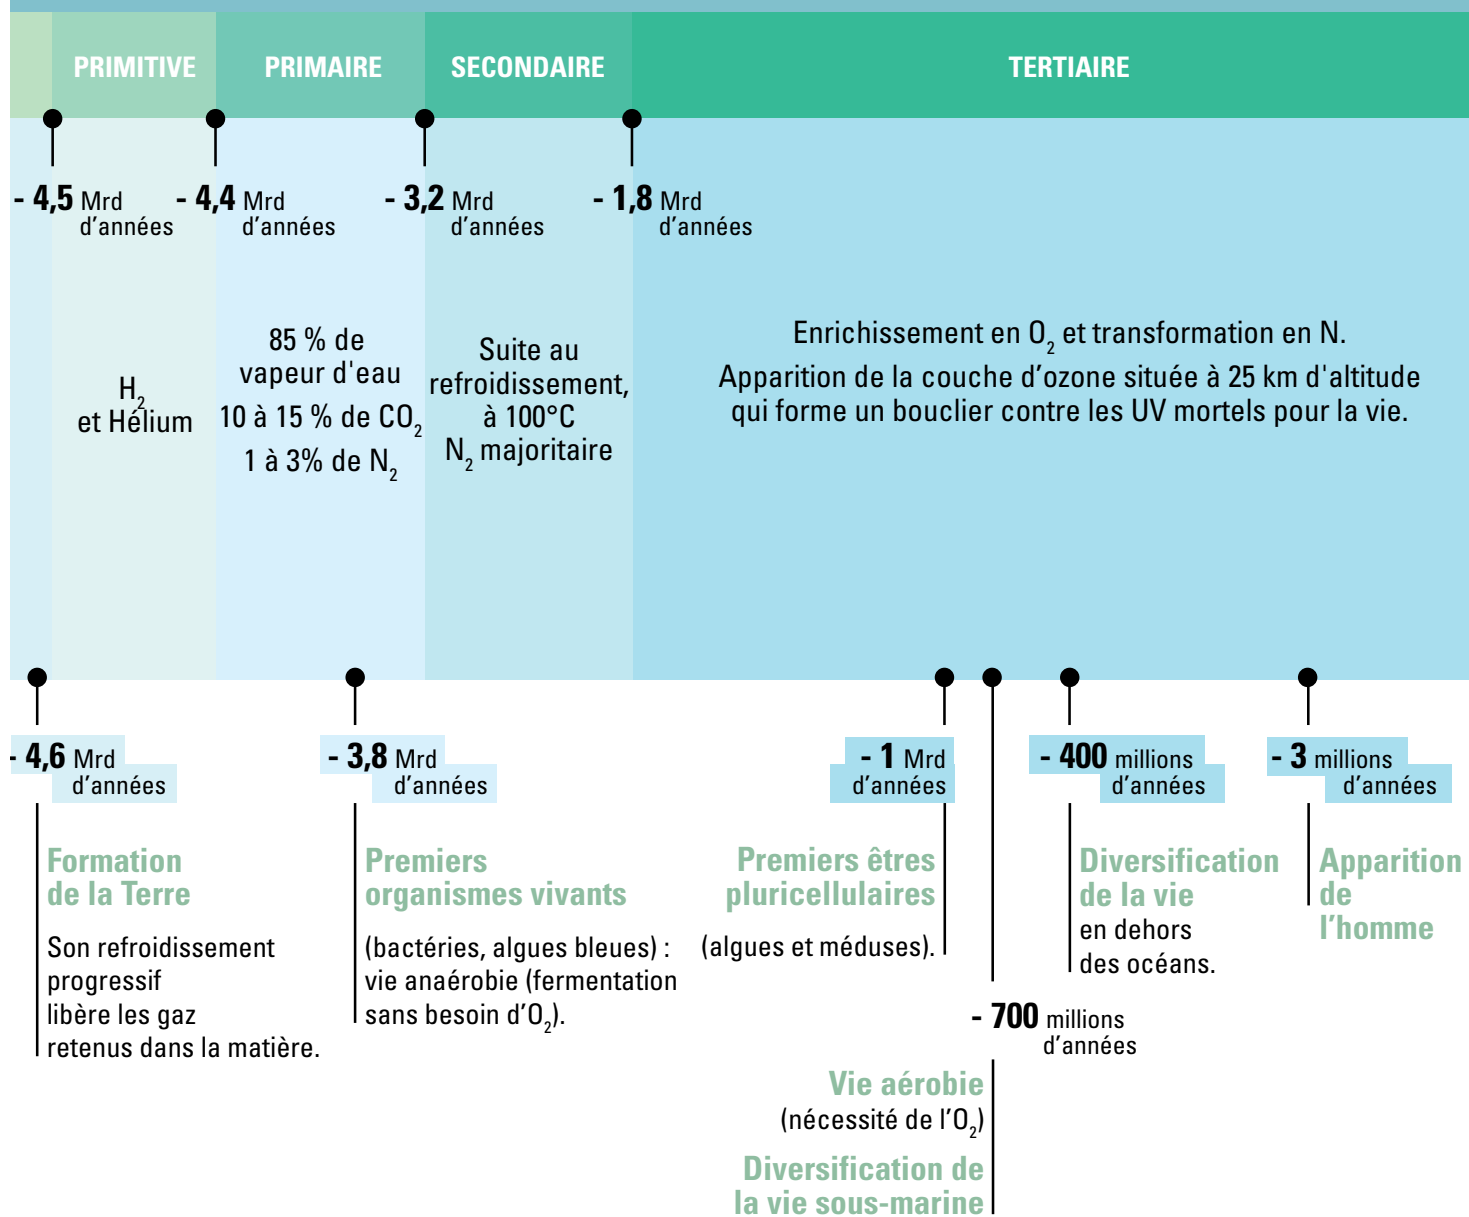 PRIMITIVE
PRIMAIRE
SECONDAIRE
TERTIAIRE
- 4,5 Mrd
d’années
- 4,4 Mrd
d’années
- 3,2 Mrd
d’années
- 1,8 Mrd
d’années
H₂
et Hélium
85 % de
vapeur d'eau
10 à 15 % de CO₂
1 à 3% de N₂
Suite au
refroidissement,
à 100°C
N₂ majoritaire
Enrichissement en O₂ et transformation en N.
Apparition de la couche d’ozone située à 25 km d'altitude
qui forme un bouclier contre les UV mortels pour la vie.
- 4,6 Mrd
d’années
Formation
de la Terre
Son refroidissement
progressif
libère les gaz
retenus dans la matière.
- 3,8 Mrd
d’années
Premiers
organismes vivants
(bactéries, algues bleues) :
vie anaérobie (fermentation
sans besoin d’O₂).
- 1 Mrd
d’années
Premiers êtres
pluricellulaires
(algues et méduses).
- 700 millions
d’années
Vie aérobie
(nécessité de l’O₂)
Diversification de
la vie sous-marine
- 400 millions
d’années
Diversification
de la vie
en dehors
des océans.
- 3 millions
d’années
Apparition
de
l’homme